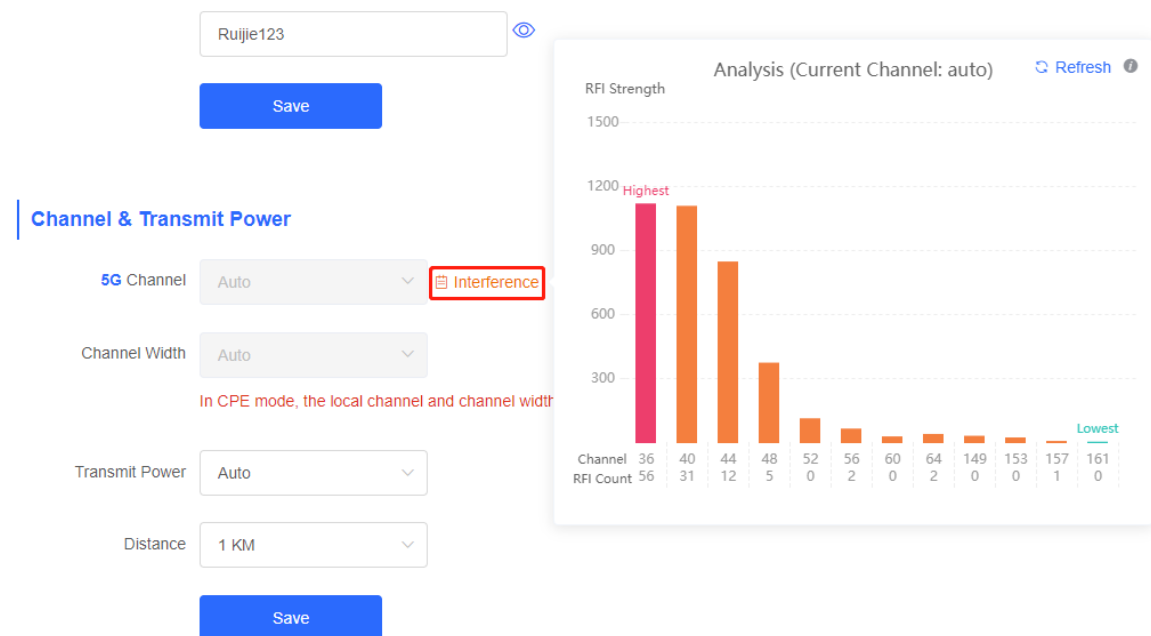 Ruijie123
Save
Channel & Transmit Power
5G Channel Auto Interference
Channel Width Auto
In CPE mode, the local channel and channel width
Transmit Power Auto
Distance 1 KM
Save
Analysis (Current Channel: auto) Refresh
RFI Strength
1500
1200 Highest
900
600
300
Lowest
Channel 36 40 44 48 52 56 60 64 149 153 157 161
RFI Count 56 31 12 5 0 2 0 2 0 0 1 0